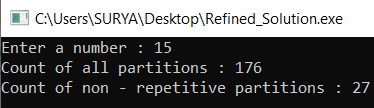 C:\Users\SURYA\Desktop\Refined_Solution.exe
Enter a number : 15
Count of all partitions : 176
Count of non - repetitive partitions : 27